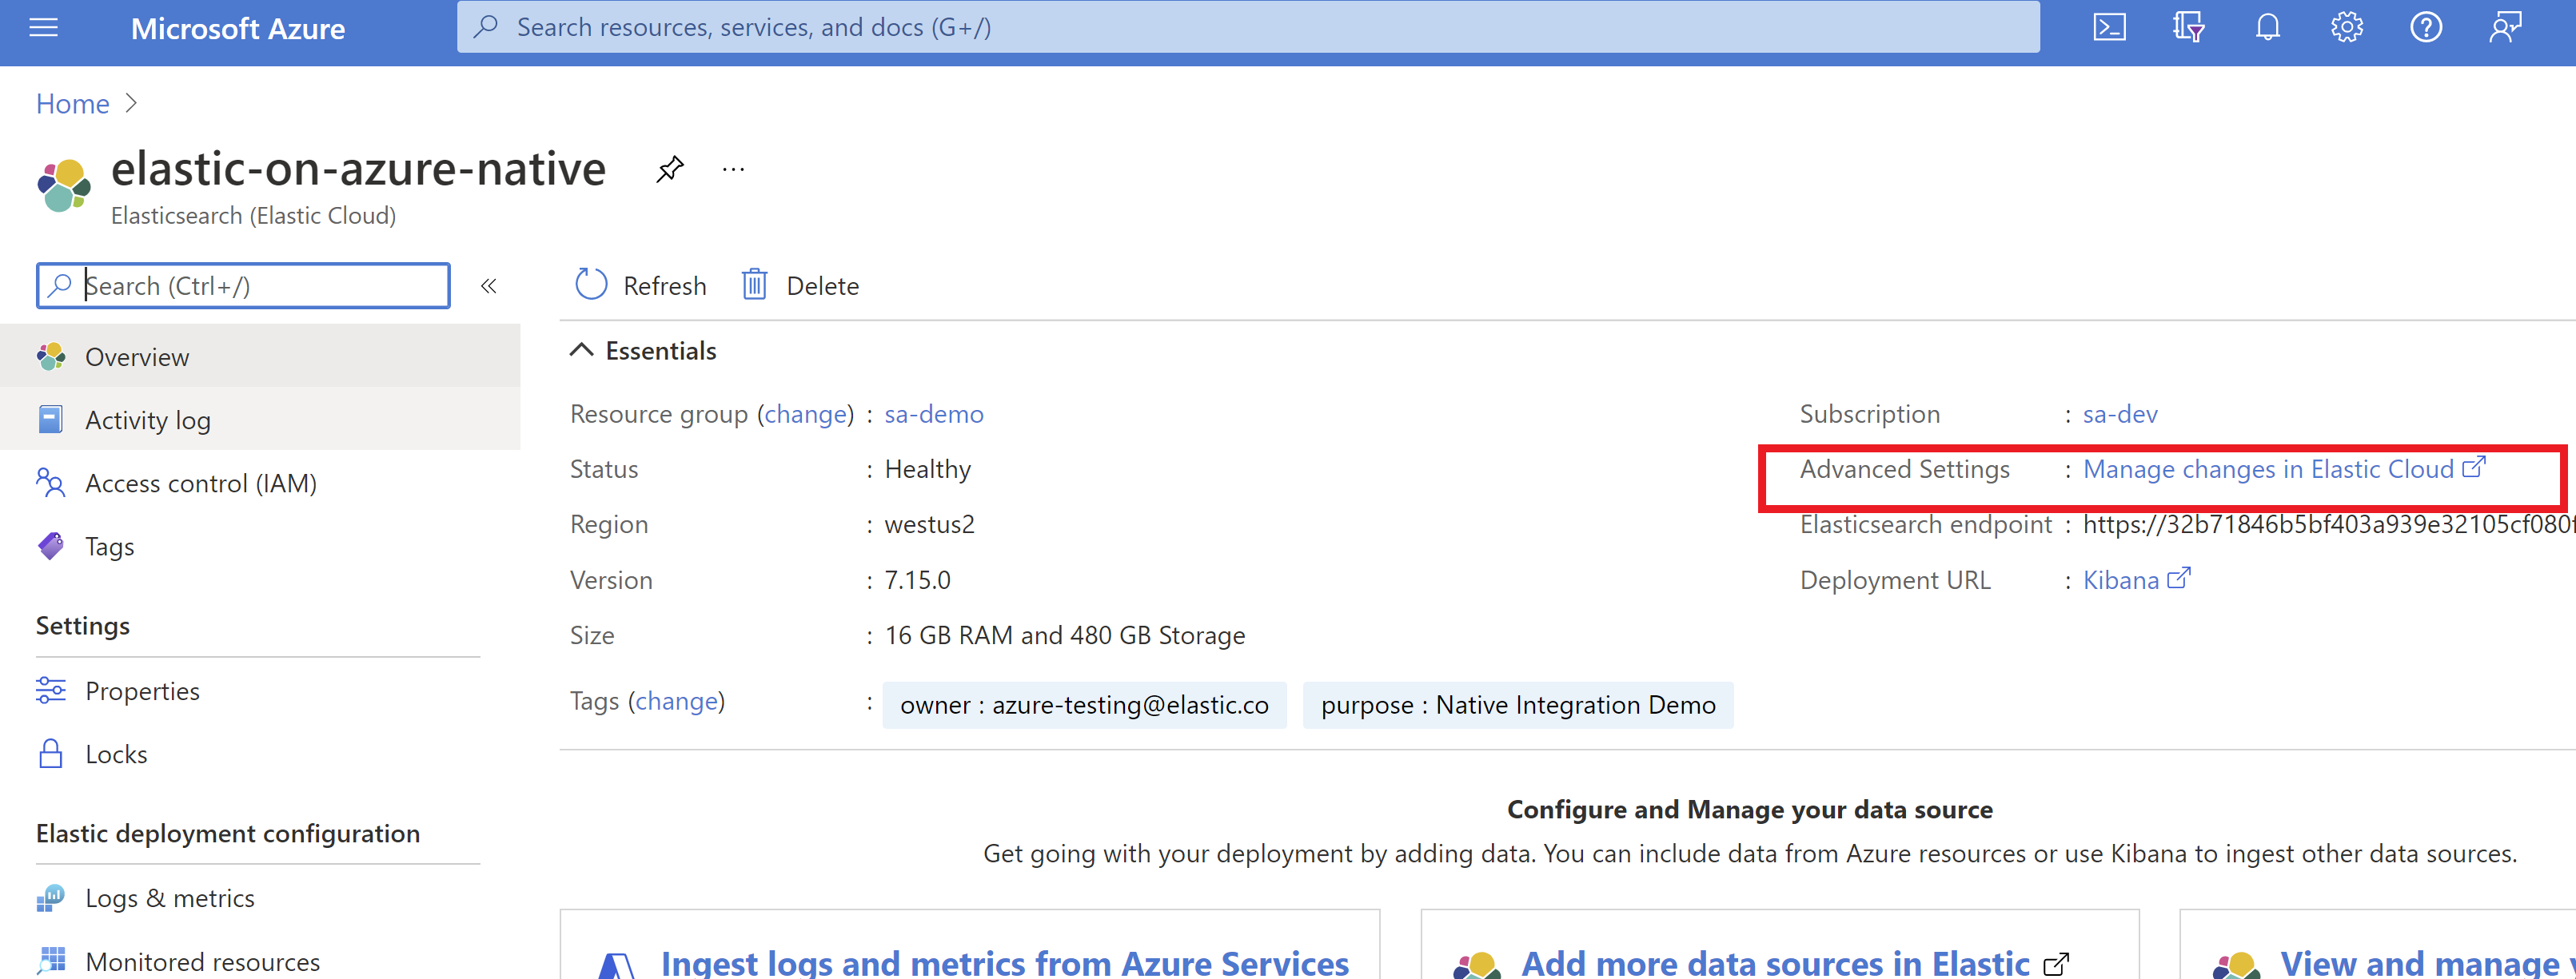 Microsoft Azure
Search resources, services, and docs (G+/)
Home
elastic-on-azure-native
Elasticsearch (Elastic Cloud)
Search (Ctrl+/)
Refresh
Delete
Overview
Activity log
Access control (IAM)
Tags
Settings
Properties
Locks
Elastic deployment configuration
Logs & metrics
Monitored resources
Essentials
Resource group (change) : sa-demo
Status : Healthy
Region : westus2
Version : 7.15.0
Size : 16 GB RAM and 480 GB Storage
Tags (change) : owner : azure-testing@elastic.co purpose : Native Integration Demo
Subscription : sa-dev
Advanced Settings : Manage changes in Elastic Cloud
Elasticsearch endpoint : https://32b71846b5bf403a939e32105cf080f
Deployment URL : Kibana
Configure and Manage your data source
Get going with your deployment by adding data. You can include data from Azure resources or use Kibana to ingest other data sources.
Ingest logs and metrics from Azure Services
Add more data sources in Elastic
View and manage